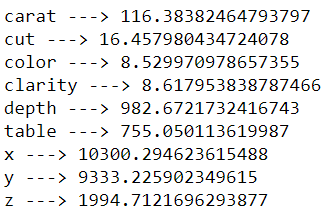 carat ---> 116.38382464793797
cut ---> 16.457980434724078
color ---> 8.529970978657355
clarity ---> 8.617953838787466
depth ---> 982.6721732416743
table ---> 755.050113619987
x ---> 10300.294623615488
y ---> 9333.225902349615
z ---> 1994.7121696293877